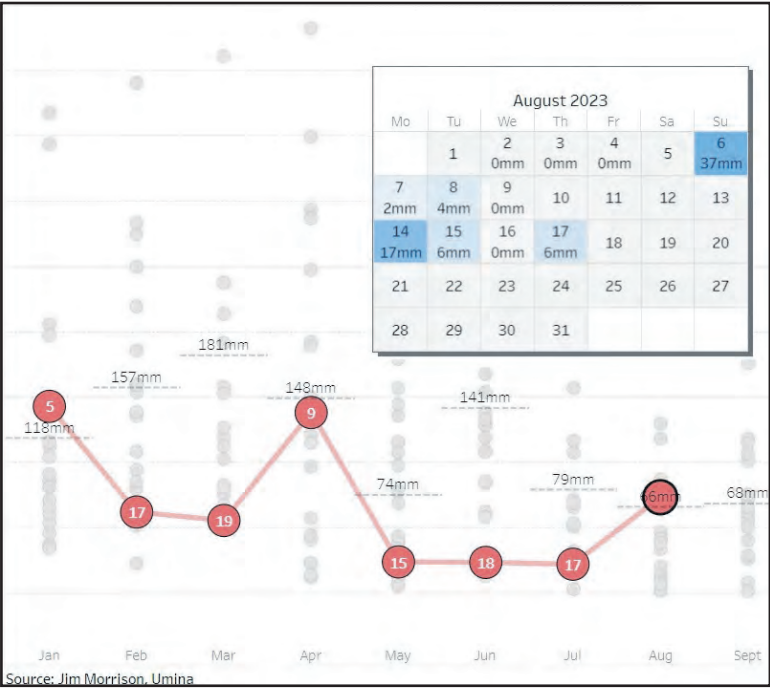 August 2023
Mo Tu We Th Fr Sa Su
1 2 3 4 5 6
0mm 0mm 0mm 37mm
7 8 9 10 11 12 13
2mm 4mm 0mm
14 15 16 17 18 19 20
17mm 6mm 0mm 6mm
21 22 23 24 25 26 27
28 29 30 31
181mm
157mm
148mm
141mm
5
9
118mm
74mm
79mm
66mm
68mm
17
19
15
18
17
Jan Feb Mar Apr May Jun Jul Aug Sept
Source: Jim Morrison, Umina